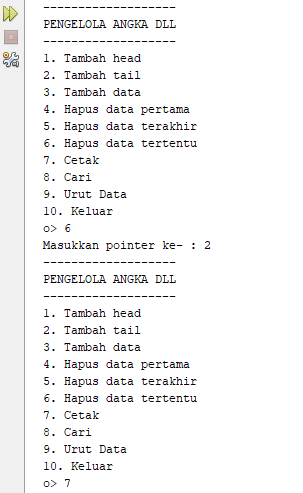 -------------------
PENGELOLA ANGKA DLL
-------------------
1. Tambah head
2. Tambah tail
3. Tambah data
4. Hapus data pertama
5. Hapus data terakhir
6. Hapus data tertentu
7. Cetak
8. Cari
9. Urut Data
10. Keluar
o> 6
Masukkan pointer ke- : 2
-------------------
PENGELOLA ANGKA DLL
-------------------
1. Tambah head
2. Tambah tail
3. Tambah data
4. Hapus data pertama
5. Hapus data terakhir
6. Hapus data tertentu
7. Cetak
8. Cari
9. Urut Data
10. Keluar
o> 7